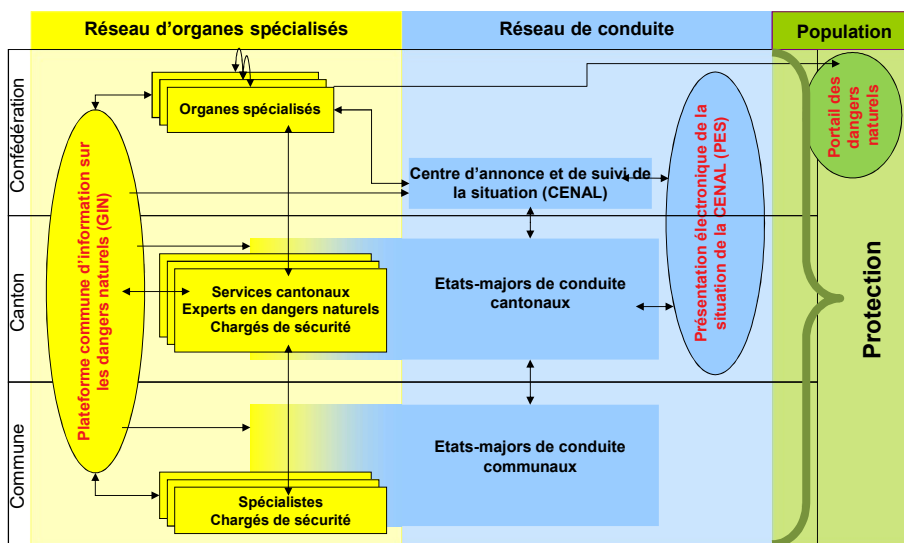 Réseau d'organes spécialisés
Réseau de conduite
Population
Confédération
Organes spécialisés
Portail des
dangers
naturels
Centre d'annonce et de suivi de
la situation (CENAL)
Présentation électronique de la
situation de la CENAL (PES)
Plateforme commune d'information sur
les dangers naturels (GIN)
Canton
Services cantonaux
Experts en dangers naturels
Chargés de sécurité
Etats-majors de conduite
cantonaux
Protection
Commune
Etats-majors de conduite
communaux
Spécialistes
Chargés de sécurité